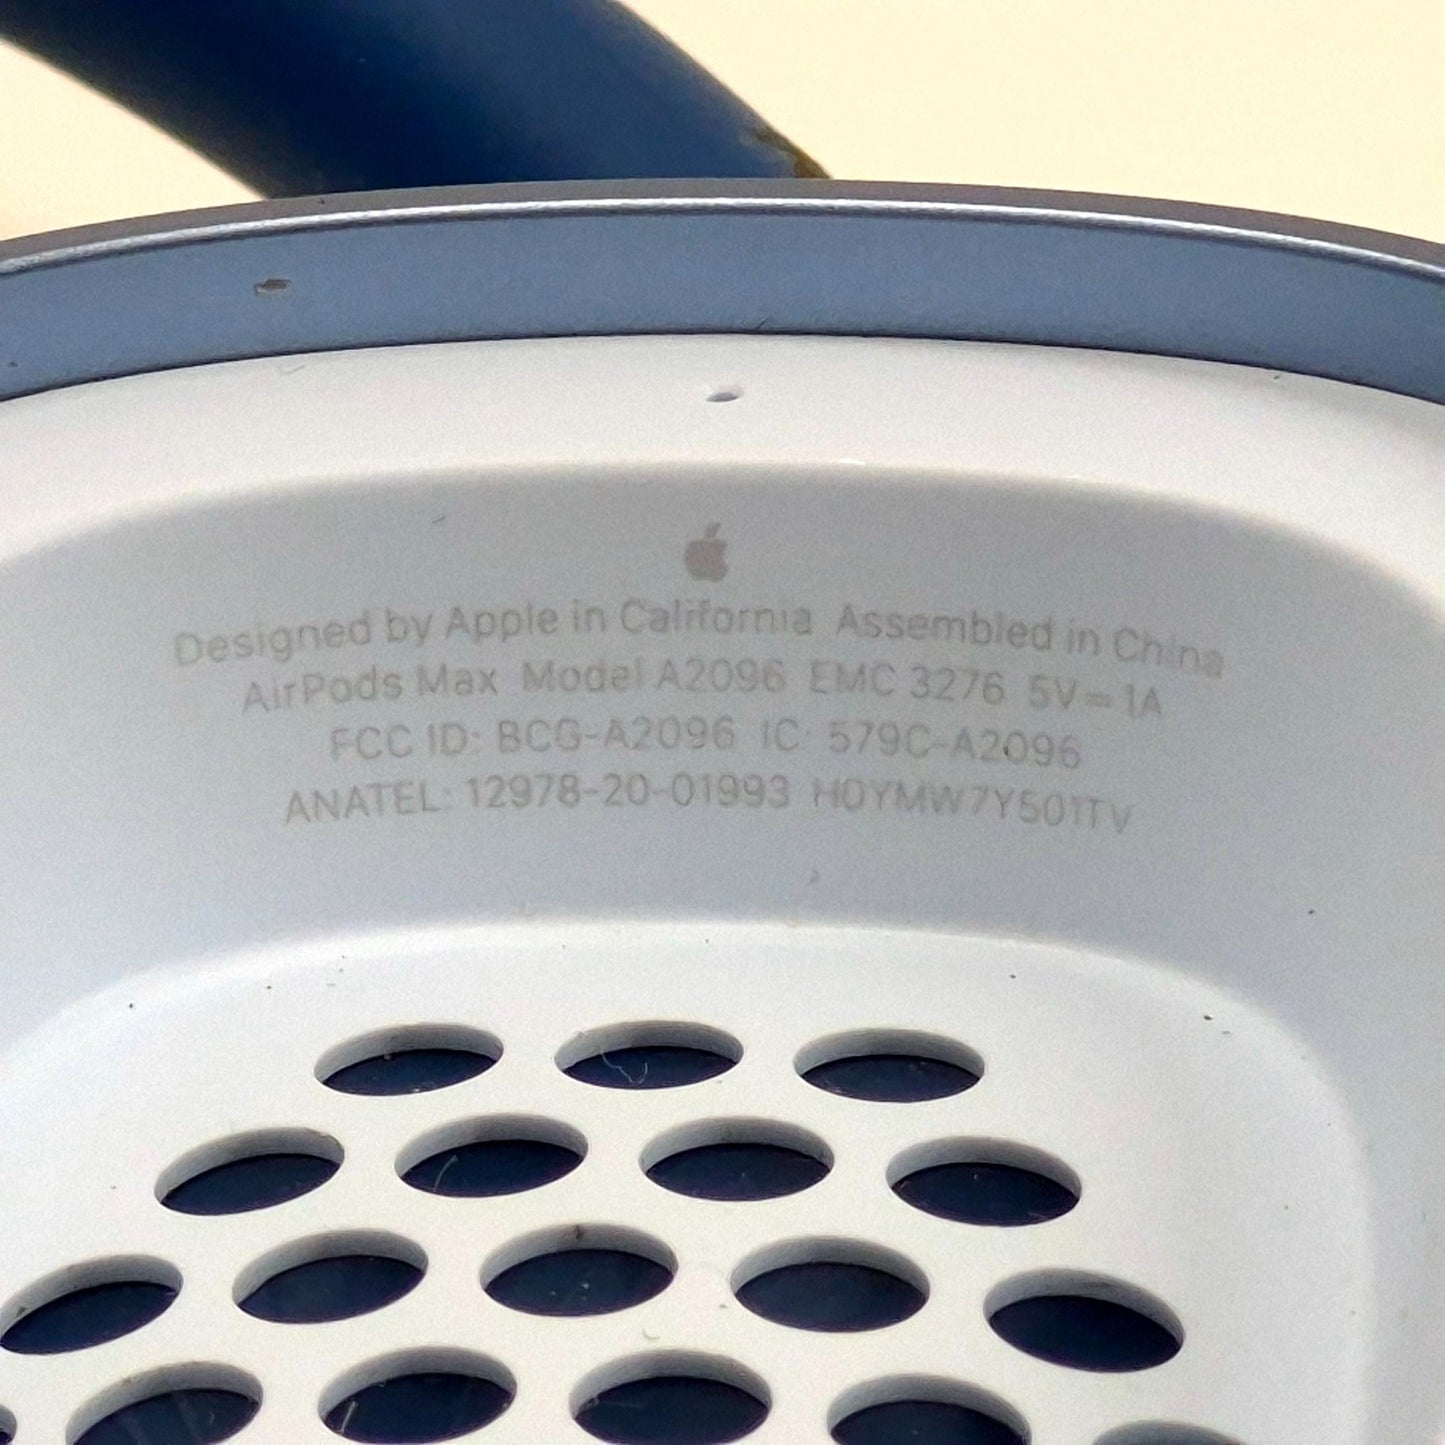 Designed by Apple in California Assembled in China
AirPods Max Model A2096 EMC 3276 5V⎓1A
FCC ID: BCG-A2096 IC: 579C-A2096
ANATEL: 12978-20-01993 H0YMW7Y501TV